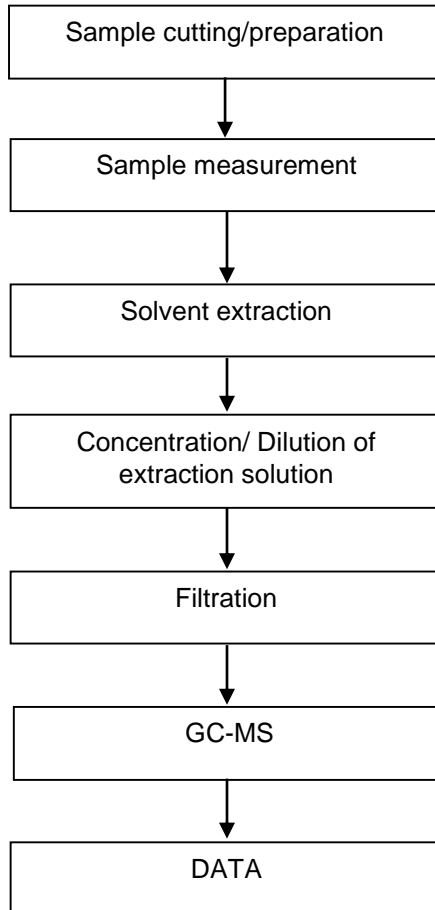 Sample cutting/preparation
Sample measurement
Solvent extraction
Concentration/ Dilution of
extraction solution
Filtration
GC-MS
DATA